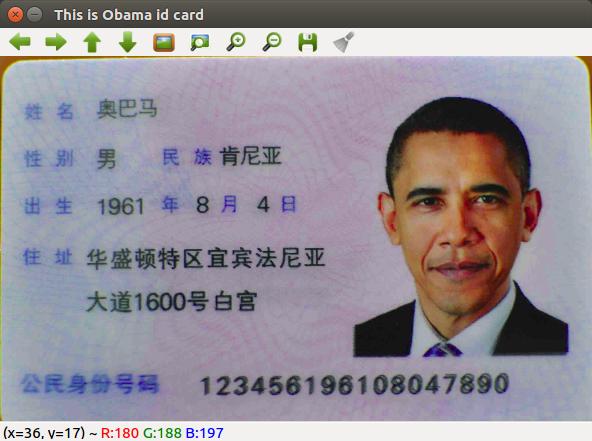 This is Obama id card
姓 名 奥巴马
性 别 男 民 族 肯尼亚
出 生 1961 年 8 月 4 日
住 址 华盛顿特区宜宾法尼亚
大道1600号白宫
公民身份号码 123456196108047890
(x=36, y=17) ~ R:180 G:188 B:197